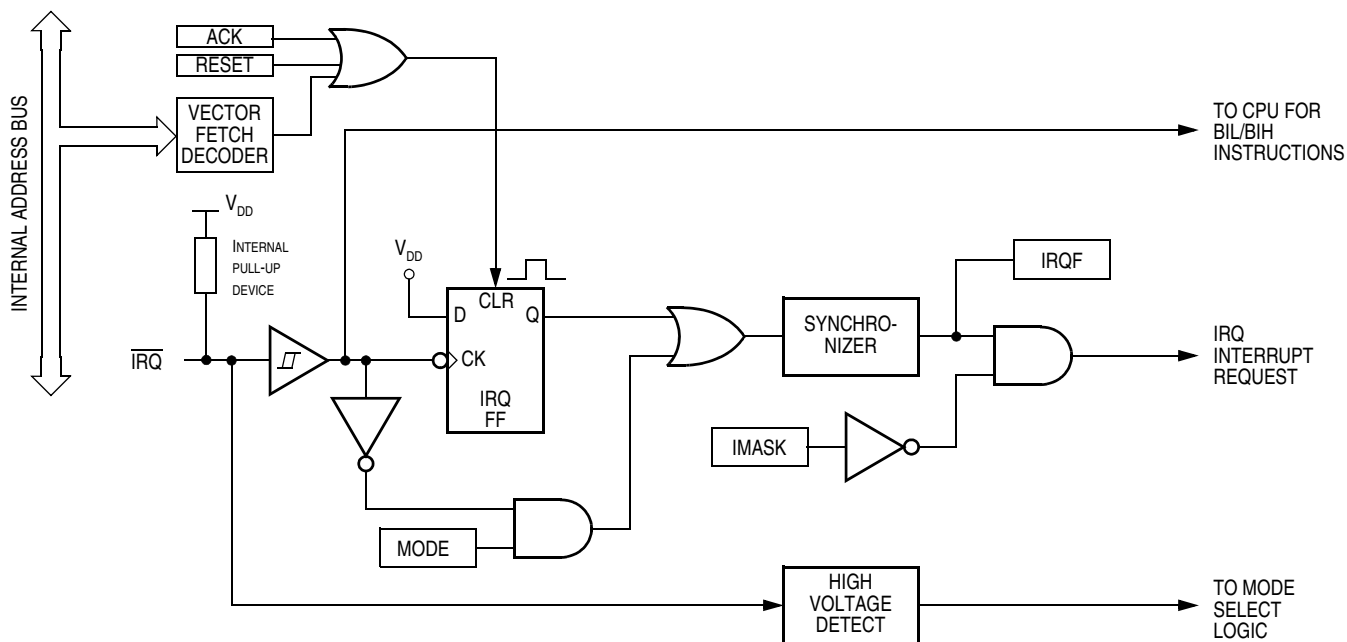 INTERNAL ADDRESS BUS
ACK
RESET
VECTOR
FETCH
DECODER
TO CPU FOR
BIL/BIH
INSTRUCTIONS
VDD
INTERNAL
PULL-UP
DEVICE
VDD
CLR
D
Q
CK
IRQ
FF
SYNCHRO-
NIZER
IRQF
IRQ
IRQ
INTERRUPT
REQUEST
IMASK
MODE
HIGH
VOLTAGE
DETECT
TO MODE
SELECT
LOGIC